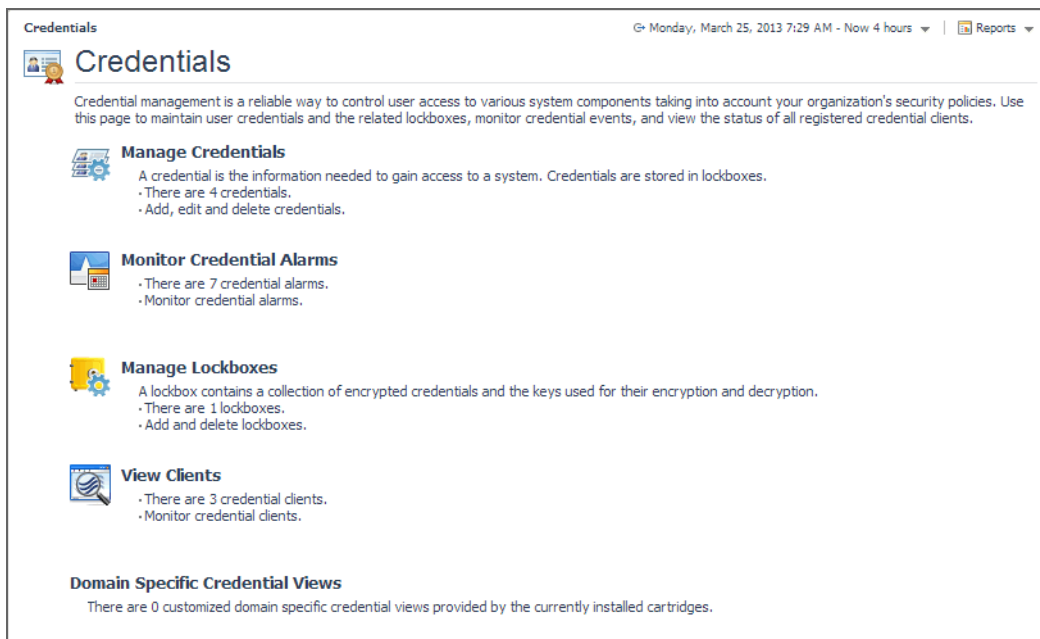 Credentials
Monday, March 25, 2013 7:29 AM - Now 4 hours
Reports
Credentials
Credential management is a reliable way to control user access to various system components taking into account your organization's security policies. Use
this page to maintain user credentials and the related lockboxes, monitor credential events, and view the status of all registered credential clients.
Manage Credentials
A credential is the information needed to gain access to a system. Credentials are stored in lockboxes.
· There are 4 credentials.
· Add, edit and delete credentials.
Monitor Credential Alarms
· There are 7 credential alarms.
· Monitor credential alarms.
Manage Lockboxes
A lockbox contains a collection of encrypted credentials and the keys used for their encryption and decryption.
· There are 1 lockboxes.
· Add and delete lockboxes.
View Clients
· There are 3 credential clients.
· Monitor credential clients.
Domain Specific Credential Views
There are 0 customized domain specific credential views provided by the currently installed cartridges.